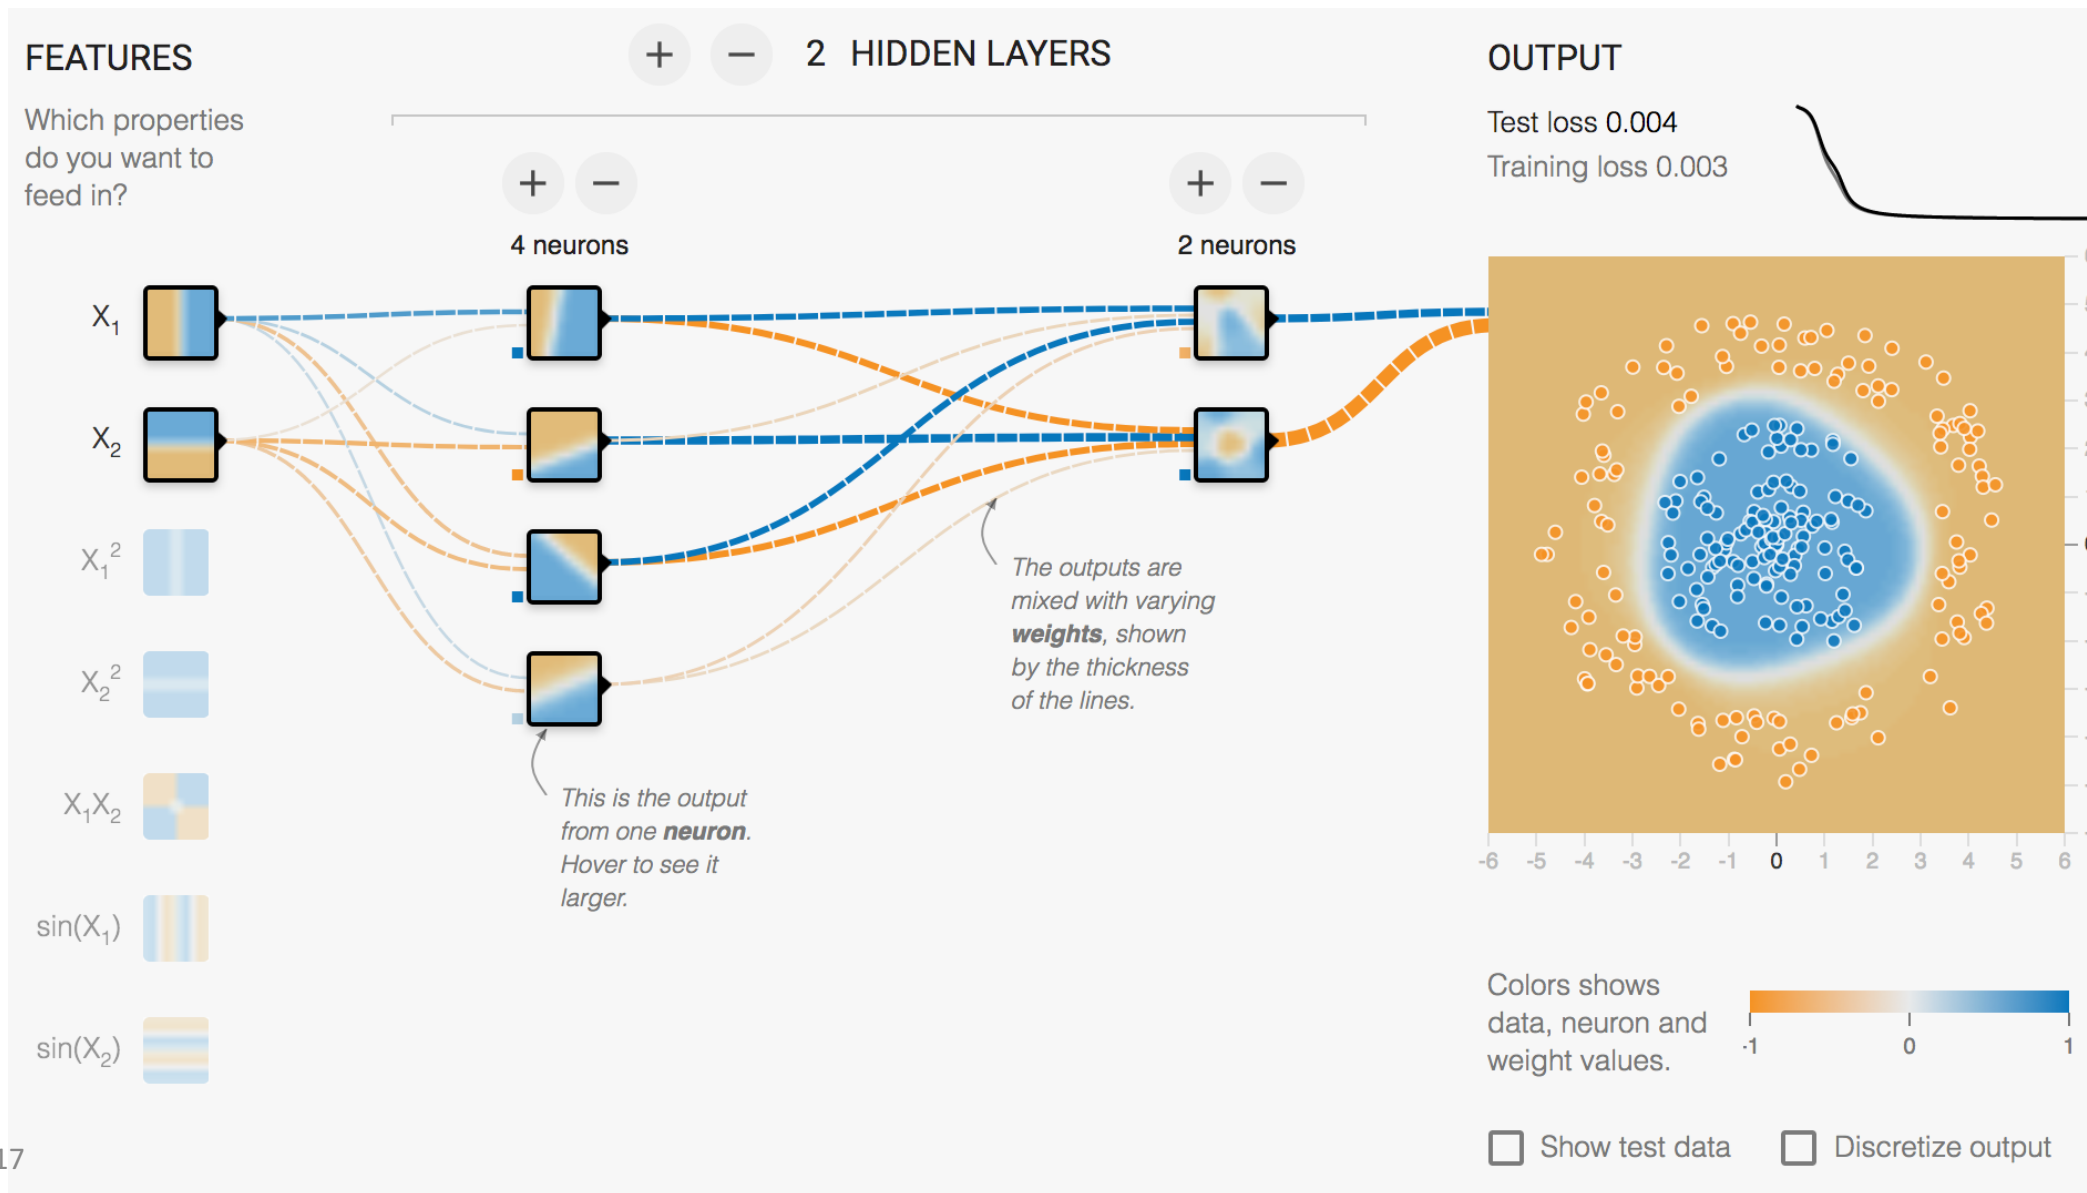 FEATURES
Which properties
do you want to
feed in?
X1
X2
X1²
X2²
X1X2
sin(X1)
sin(X2)
+ − 2 HIDDEN LAYERS
+ −
4 neurons
+ −
2 neurons
This is the output
from one neuron.
Hover to see it
larger.
The outputs are
mixed with varying
weights, shown
by the thickness
of the lines.
OUTPUT
Test loss 0.004
Training loss 0.003
-6 -5 -4 -3 -2 -1 0 1 2 3 4 5 6
Colors shows
data, neuron and
weight values.
-1 0 1
Show test data
Discretize output
17